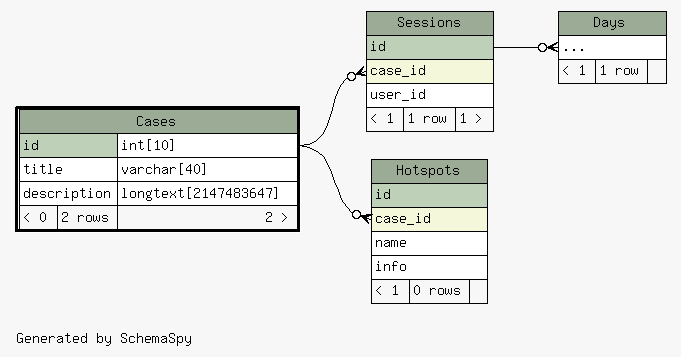 Sessions
id
case_id
user_id
< 1 1 row 1 >
Days
...
< 1 1 row
Cases
id int[10]
title varchar[40]
description longtext[2147483647]
< 0 2 rows 2 >
Hotspots
id
case_id
name
info
< 1 0 rows
Generated by SchemaSpy